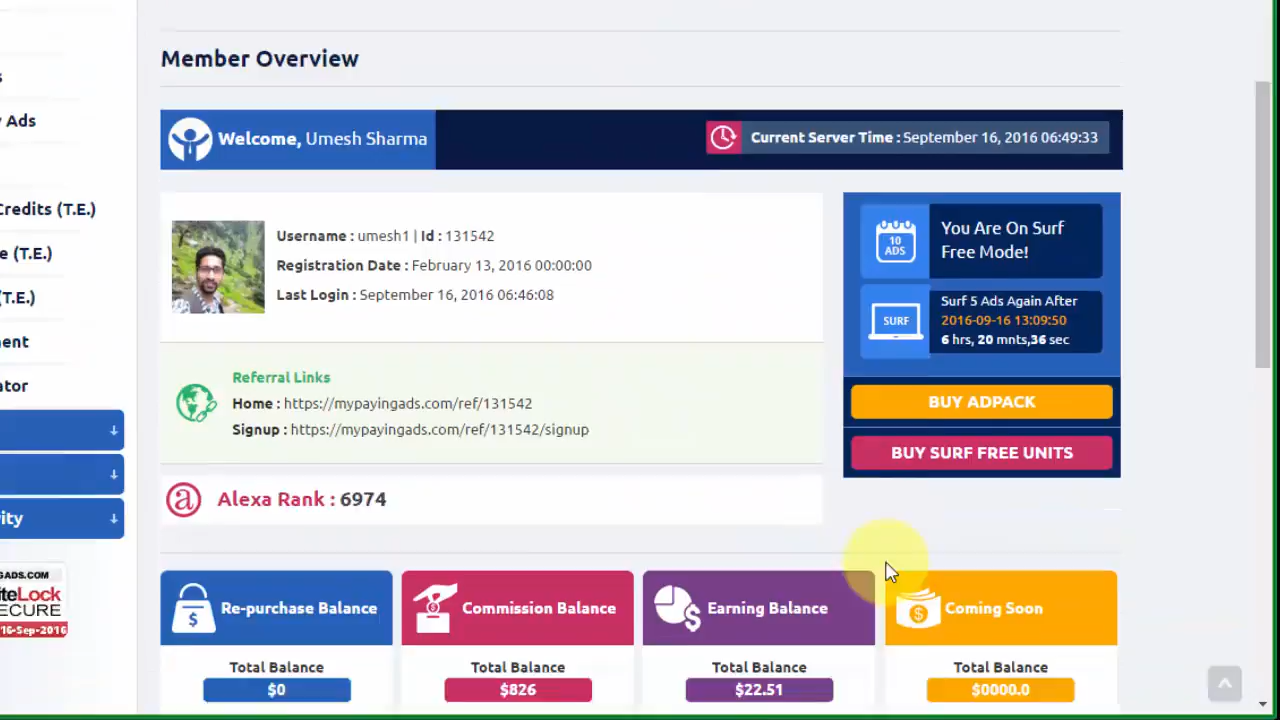 Member Overview
Welcome, Umesh Sharma
Current Server Time : September 16, 2016 06:49:33
s
y Ads
Credits (T.E.)
e (T.E.)
(T.E.)
ent
ator
ity
GADS.COM
iteLock
ECURE
16-Sep-2016
Username : umesh1 | Id : 131542
Registration Date : February 13, 2016 00:00:00
Last Login : September 16, 2016 06:46:08
10
ADS
You Are On Surf
Free Mode!
SURF
Surf 5 Ads Again After
2016-09-16 13:09:50
6 hrs, 20 mnts,36 sec
Referral Links
Home : https://mypayingads.com/ref/131542
Signup : https://mypayingads.com/ref/131542/signup
BUY ADPACK
BUY SURF FREE UNITS
a Alexa Rank : 6974
Re-purchase Balance
Commission Balance
Earning Balance
Coming Soon
Total Balance
$0
Total Balance
$826
Total Balance
$22.51
Total Balance
$0000.0